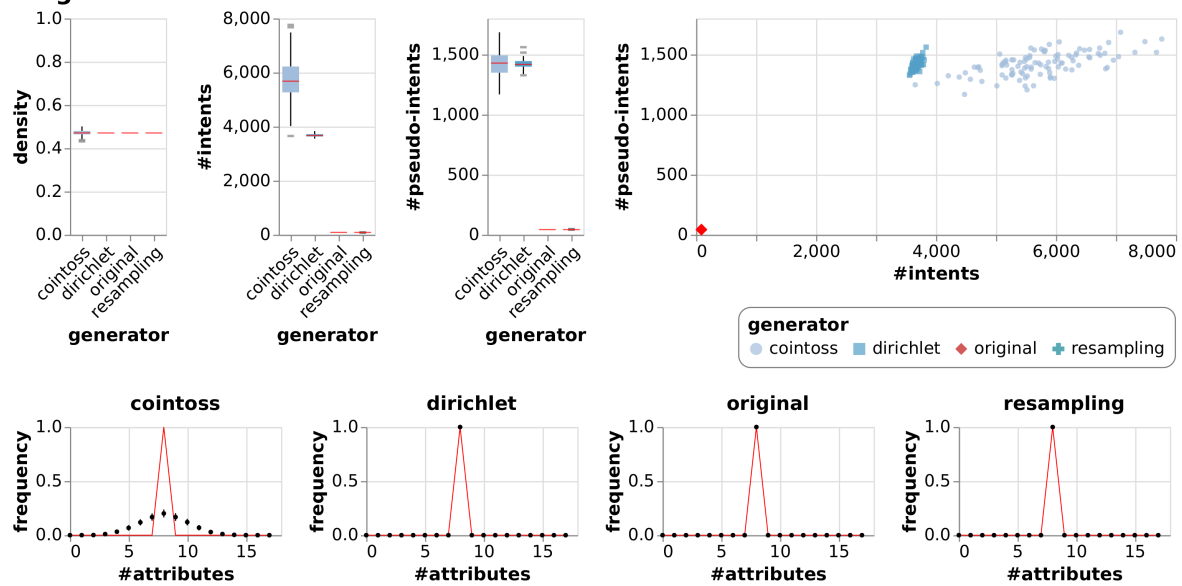 1.0
0.8
0.6
0.4
0.2
0.0
density
cointoss
dirichlet
original
resampling
generator
8,000
6,000
4,000
2,000
0
#intents
cointoss
dirichlet
original
resampling
generator
1,500
1,000
500
0
#pseudo-intents
cointoss
dirichlet
original
resampling
generator
1,500
1,000
500
0
#pseudo-intents
0 2,000 4,000 6,000 8,000
#intents
generator
cointoss dirichlet original resampling
cointoss
1.0
0.5
0.0
frequency
0 5 10 15
#attributes
dirichlet
1.0
0.5
0.0
frequency
0 5 10 15
#attributes
original
1.0
0.5
0.0
frequency
0 5 10 15
#attributes
resampling
1.0
0.5
0.0
frequency
0 5 10 15
#attributes